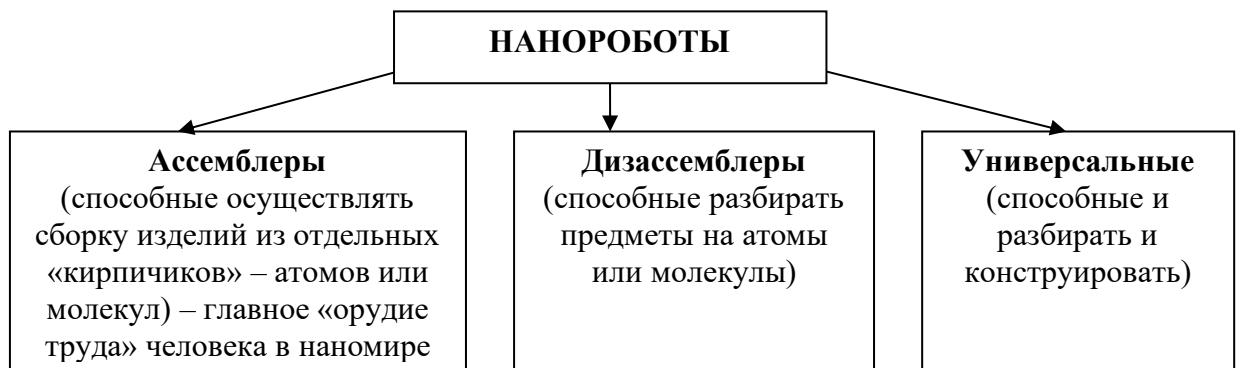 НАНОРОБОТЫ
Ассемблеры
(способные осуществлять
сборку изделий из отдельных
«кирпичиков» – атомов или
молекул) – главное «орудие
труда» человека в наномире
Дизассемблеры
(способные разбирать
предметы на атомы
или молекулы)
Универсальные
(способные и
разбирать и
конструировать)